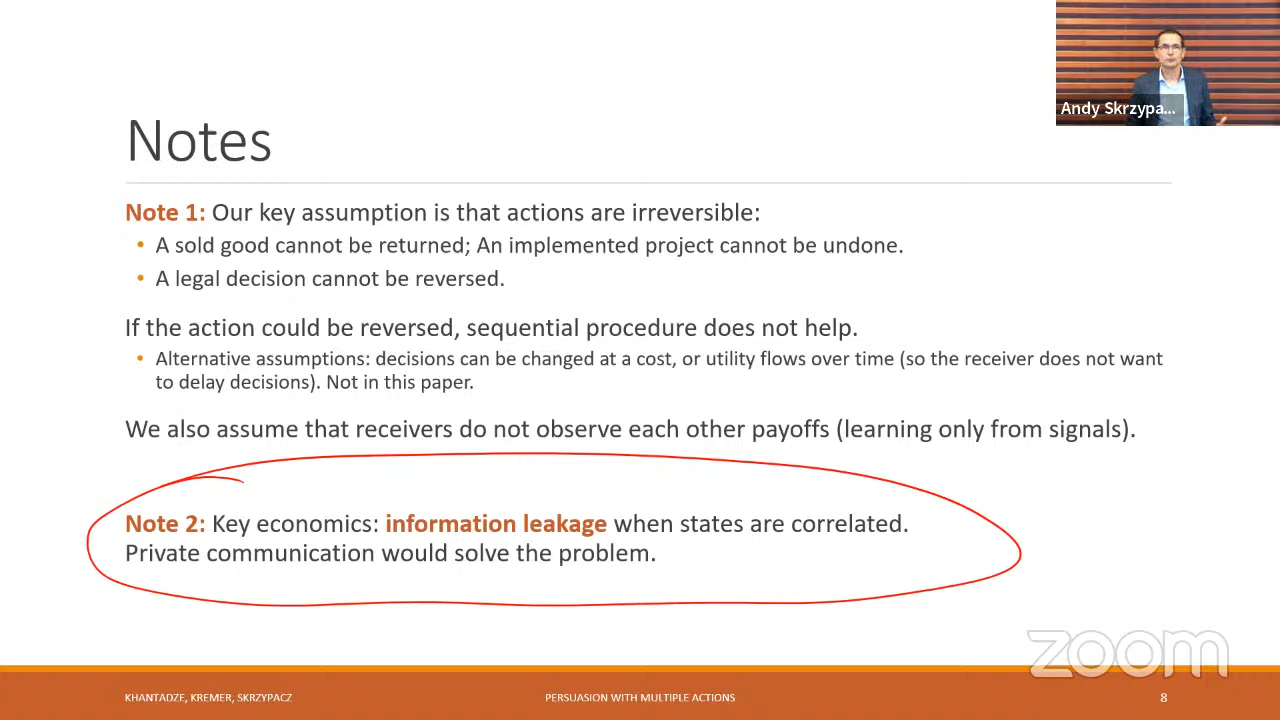 Andy Skrzypa...
Notes
Note 1: Our key assumption is that actions are irreversible:
• A sold good cannot be returned; An implemented project cannot be undone.
• A legal decision cannot be reversed.
If the action could be reversed, sequential procedure does not help.
• Alternative assumptions: decisions can be changed at a cost, or utility flows over time (so the receiver does not want
to delay decisions). Not in this paper.
We also assume that receivers do not observe each other payoffs (learning only from signals).
Note 2: Key economics: information leakage when states are correlated.
Private communication would solve the problem.
zoom
KHANTADZE, KREMER, SKRZYPACZ
PERSUASION WITH MULTIPLE ACTIONS
8